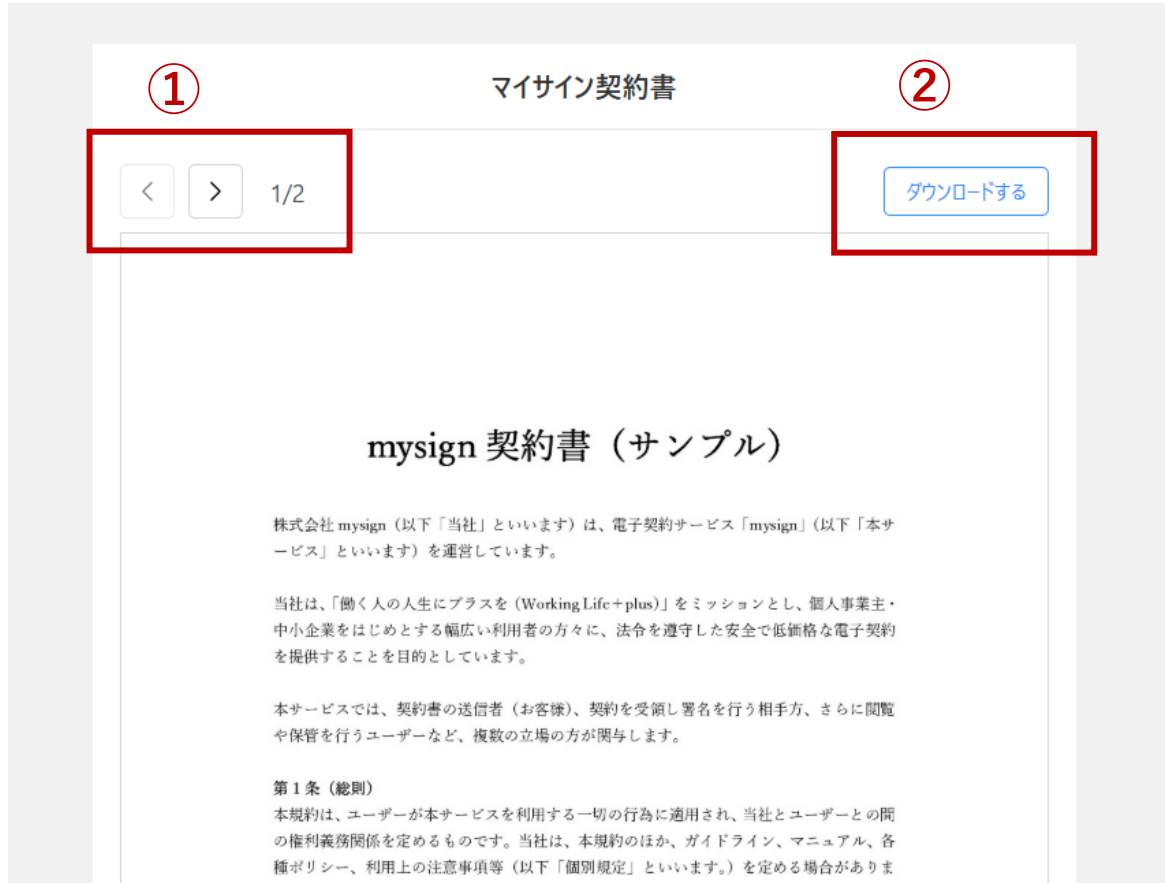 ①
マイサイン契約書
②
< > 1/2
ダウンロードする
mysign 契約書（サンプル）
株式会社 mysign（以下「当社」といいます）は、電子契約サービス「mysign」（以下「本サ
ービス」といいます）を運営しています。
当社は、「働く人の人生にプラスを（Working Life＋plus）」をミッションとし、個人事業主・
中小企業をはじめとする幅広い利用者の方々に、法令を遵守した安全で低価格な電子契約
を提供することを目的としています。
本サービスでは、契約書の送信者（お客様）、契約を受領し署名を行う相手方、さらに閲覧
や保管を行うユーザーなど、複数の立場の方が関与します。
第 1 条（総則）
本規約は、ユーザーが本サービスを利用する一切の行為に適用され、当社とユーザーとの間
の権利義務関係を定めるものです。当社は、本規約のほか、ガイドライン、マニュアル、各
種ポリシー、利用上の注意事項等（以下「個別規定」といいます。）を定める場合がありま